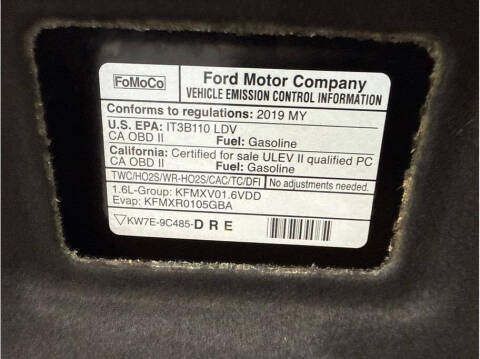 FoMoCo
Ford Motor Company
VEHICLE EMISSION CONTROL INFORMATION
Conforms to regulations: 2019 MY
U.S. EPA: IT3B110 LDV
CA OBD II Fuel: Gasoline
California: Certified for sale ULEV II qualified PC
CA OBD II Fuel: Gasoline
TWC/HO2S/WR-HO2S/CAC/TC/DFI No adjustments needed.
1.6L-Group: KFMXV01.6VDD
Evap: KFMXR0105GBA
KW7E-9C485-DRE